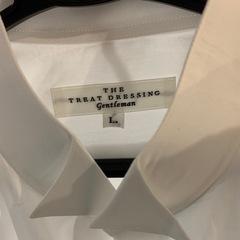 THE
TREAT DRESSING
Gentleman
L.